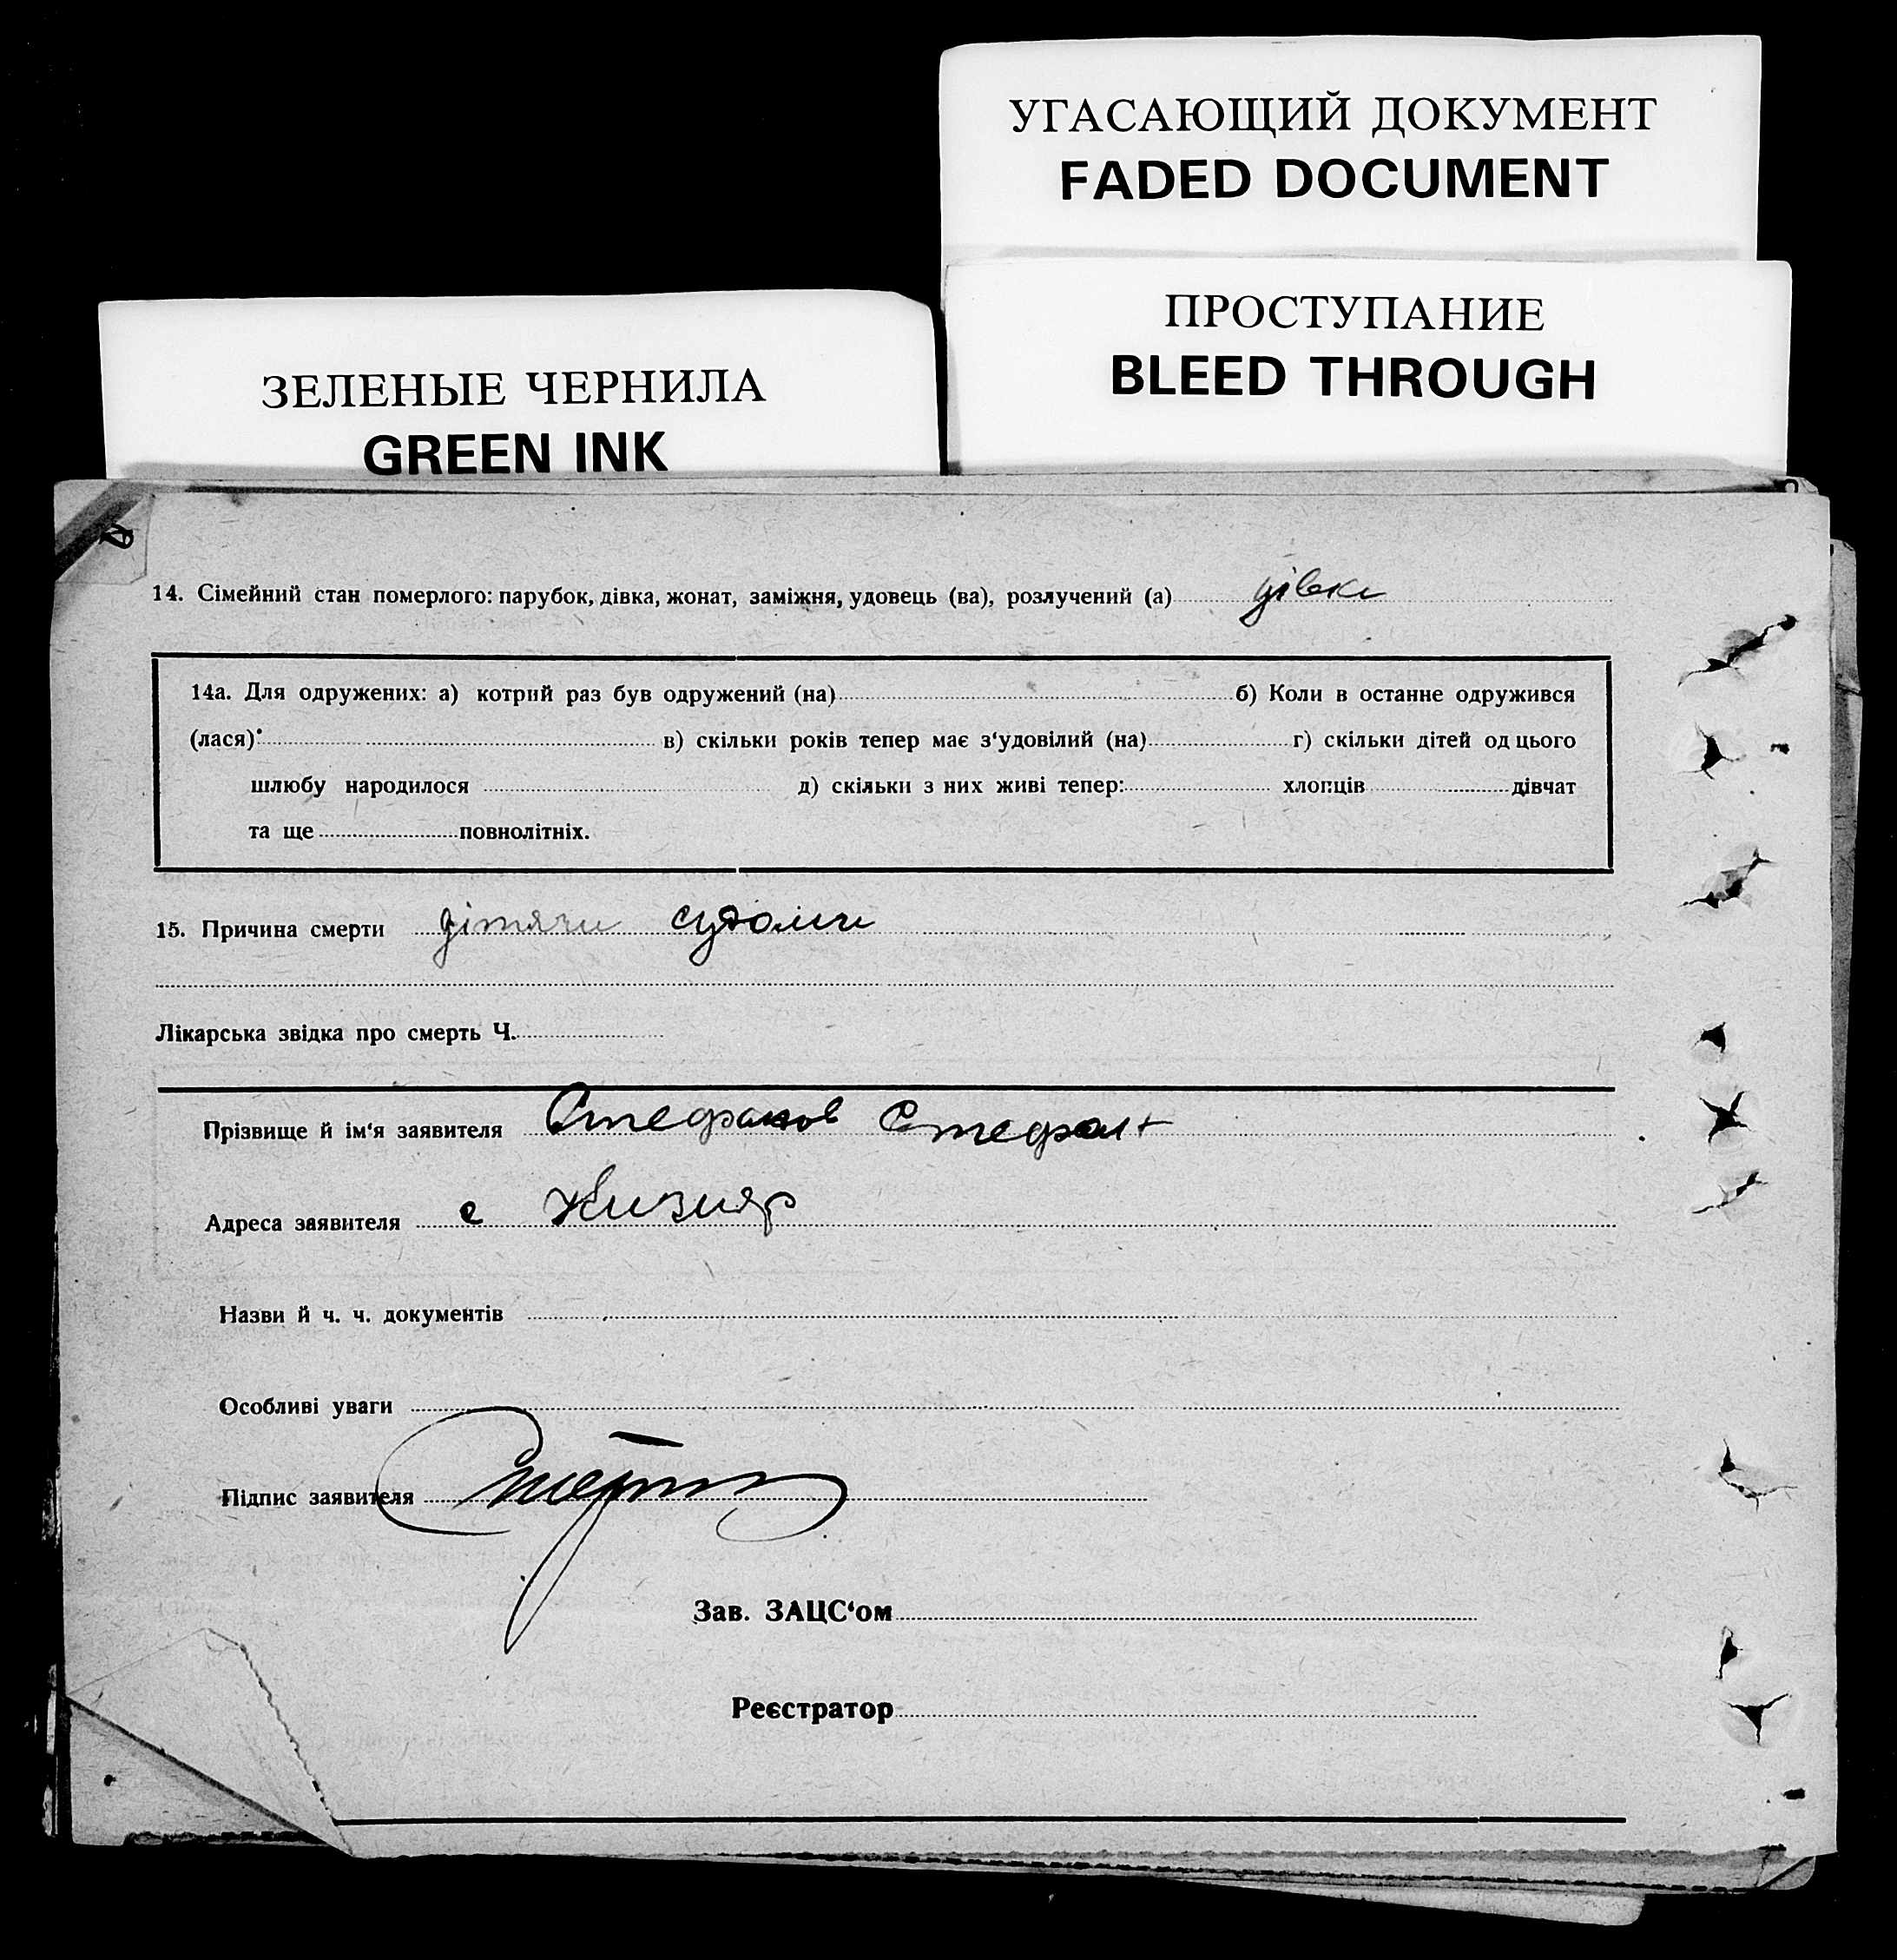 УГАСАЮЩИЙ ДОКУМЕНТ
FADED DOCUMENT
ПРОСТУПАНИЕ
BLEED THROUGH
ЗЕЛЕНЫЕ ЧЕРНИЛА
GREEN INK
14. Сімейний стан померлого: парубок, дівка, жонат, заміжня, удовець (ва), розлучений (а) дівка
14а. Для одружених: а) котрий раз був одружений (на) б) Коли в останне одружився
(лася) в) скільки років тепер має з‘удовілий (на) г) скільки дітей од цього
шлюбу народилося д) скільки з них живі тепер: хлопців дівчат
та ще повнолітніх.
15. Причина смерти дітячи судоми
Лікарська звідка про смерть Ч.
Прізвище й ім‘я заявителя Стефанов Стефан
Адреса заявителя с Жизияр
Назви й ч. ч. документів
Особливі уваги
Підпис заявителя
Зав. ЗАЦС‘ом
Реєстратор